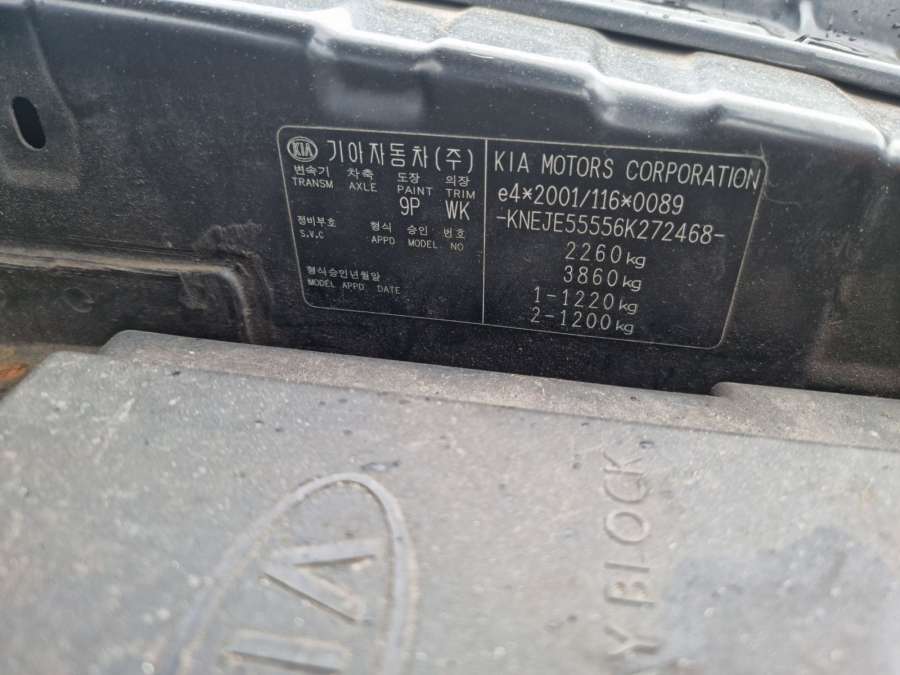 KIA 기아자동차(주)
변속기 차축 도장 의장
TRANSM AXLE PAINT TRIM
9P WK
정비부호 형식 승인 번호
S.V.C APPD MODEL NO
형식승인년월일
MODEL APPD DATE
KIA MOTORS CORPORATION
e4*2001/116*0089
-KNEJE55556K272468-
2260kg
3860kg
1-1220kg
2-1200kg
Y BLOCK
KIA